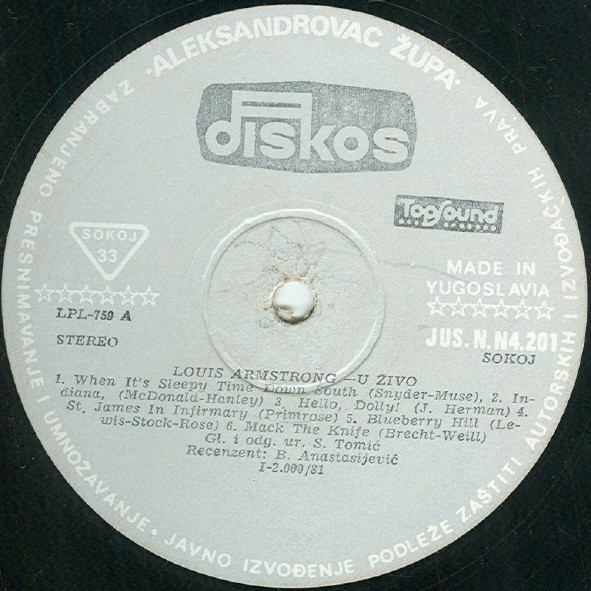 ALEKSANDROVAC ŽUPA · ZABRANJENO PRESNIMAVANJE I UMNOŽAVANJE · JAVNO IZVOĐENJE PODLEŽE ZAŠTITI AUTORSKIH I IZVOĐAČKIH PRAVA ·
diskos
TopSound
SOKOJ
33
MADE IN
YUGOSLAVIA
☆☆☆☆☆☆
☆☆☆☆☆☆
LPL-759 A
JUS. N.N4.201
STEREO
SOKOJ
LOUIS ARMSTRONG — U ŽIVO
1. When It's Sleepy Time Down South (Snyder-Muse), 2. In-
diana, (McDonald-Hanley) 3 Hello, Dolly! (J. Herman) 4.
St. James In Infirmary (Primrose) 5. Blueberry Hill (Le-
wis-Stock-Rose) 6. Mack The Knife (Brecht-Weill)
Gl. i odg. ur. S. Tomić
Recenzent: B. Anastasijević
I-2.000/81